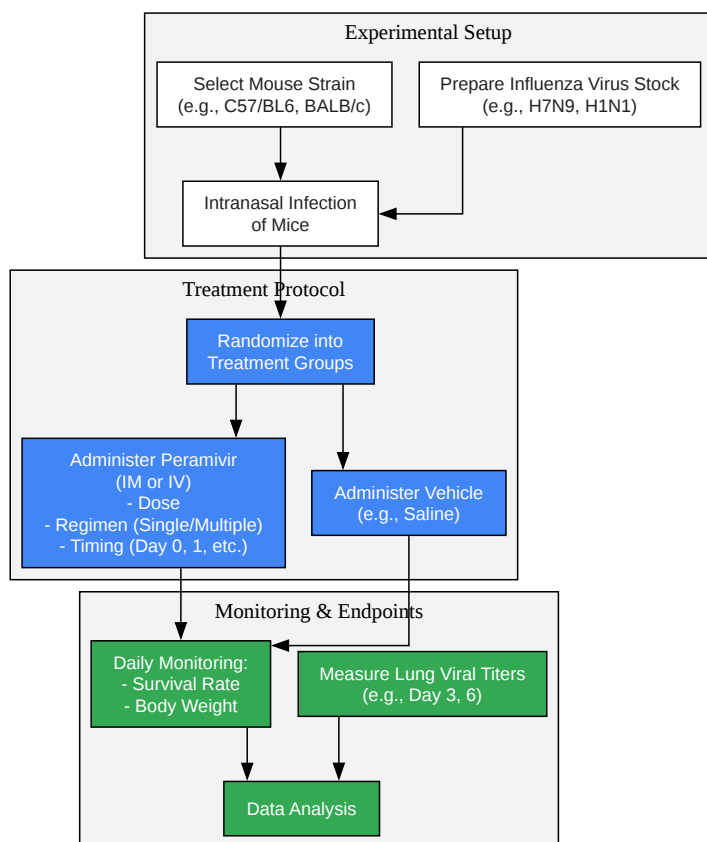 Experimental Setup
Select Mouse Strain
(e.g., C57/BL6, BALB/c)
Prepare Influenza Virus Stock
(e.g., H7N9, H1N1)
Intranasal Infection
of Mice
Treatment Protocol
Randomize into
Treatment Groups
Administer Peramivir
(IM or IV)
- Dose
- Regimen (Single/Multiple)
- Timing (Day 0, 1, etc.)
Administer Vehicle
(e.g., Saline)
Monitoring & Endpoints
Daily Monitoring:
- Survival Rate
- Body Weight
Measure Lung Viral Titers
(e.g., Day 3, 6)
Data Analysis